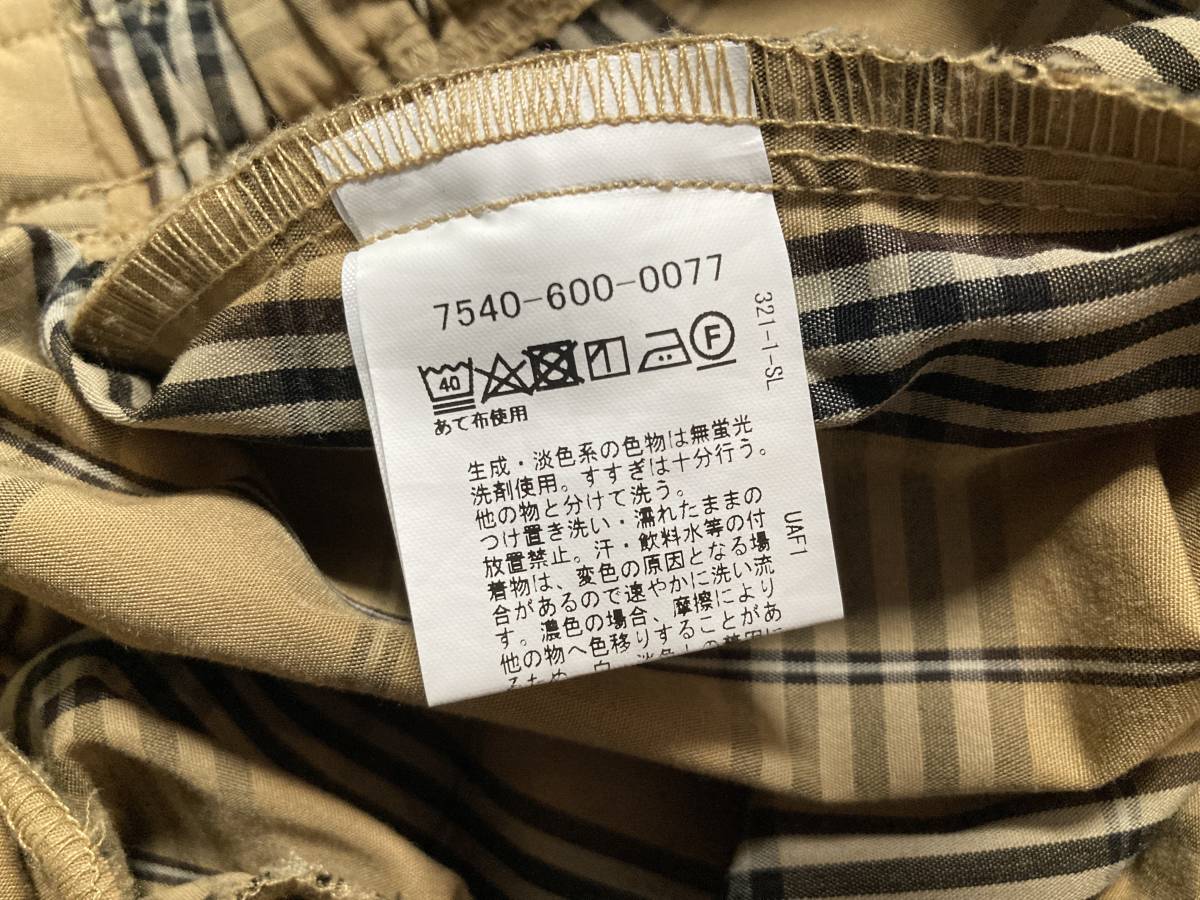 7540-600-0077
40
F
あて布使用
生成・淡色系の色物は無蛍光
洗剤使用。すすぎは十分行う。
他の物と分けて洗う。
つけ置き洗い・濡れたままの
放置禁止。汗・飲料水等の付
着物は、変色の原因となる場
合があるので速やかに洗い流
す。濃色の場合、摩擦により
他の物へ色移りすることがあ
るため、白、淡色
321-1-SL
UAF1